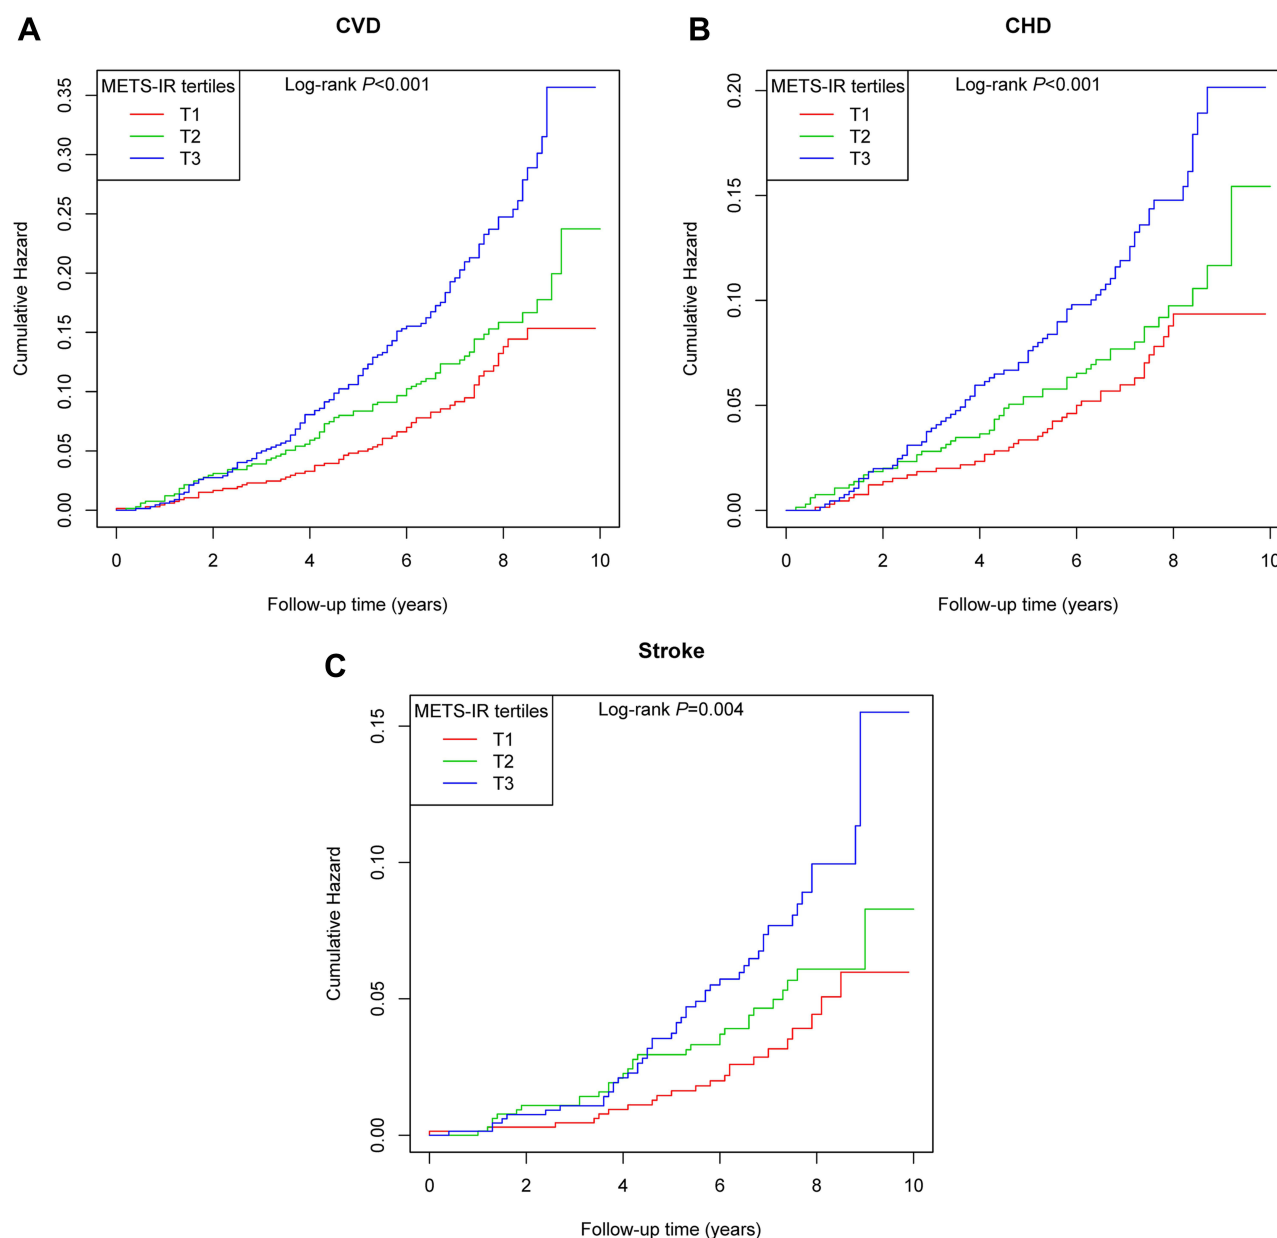 A
CVD
METS-IR tertiles
Log-rank P<0.001
T1
T2
T3
Cumulative Hazard
0.35
0.30
0.25
0.20
0.15
0.10
0.05
0.00
0 2 4 6 8 10
Follow-up time (years)
B
CHD
METS-IR tertiles
Log-rank P<0.001
T1
T2
T3
Cumulative Hazard
0.20
0.15
0.10
0.05
0.00
0 2 4 6 8 10
Follow-up time (years)
C
Stroke
METS-IR tertiles
Log-rank P=0.004
T1
T2
T3
Cumulative Hazard
0.15
0.10
0.05
0.00
0 2 4 6 8 10
Follow-up time (years)